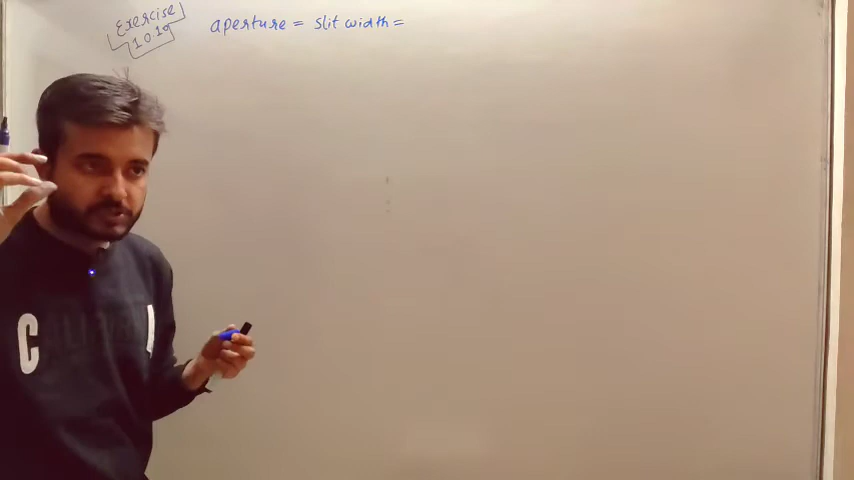 Exercise
10.10
aperture = slit width =
C